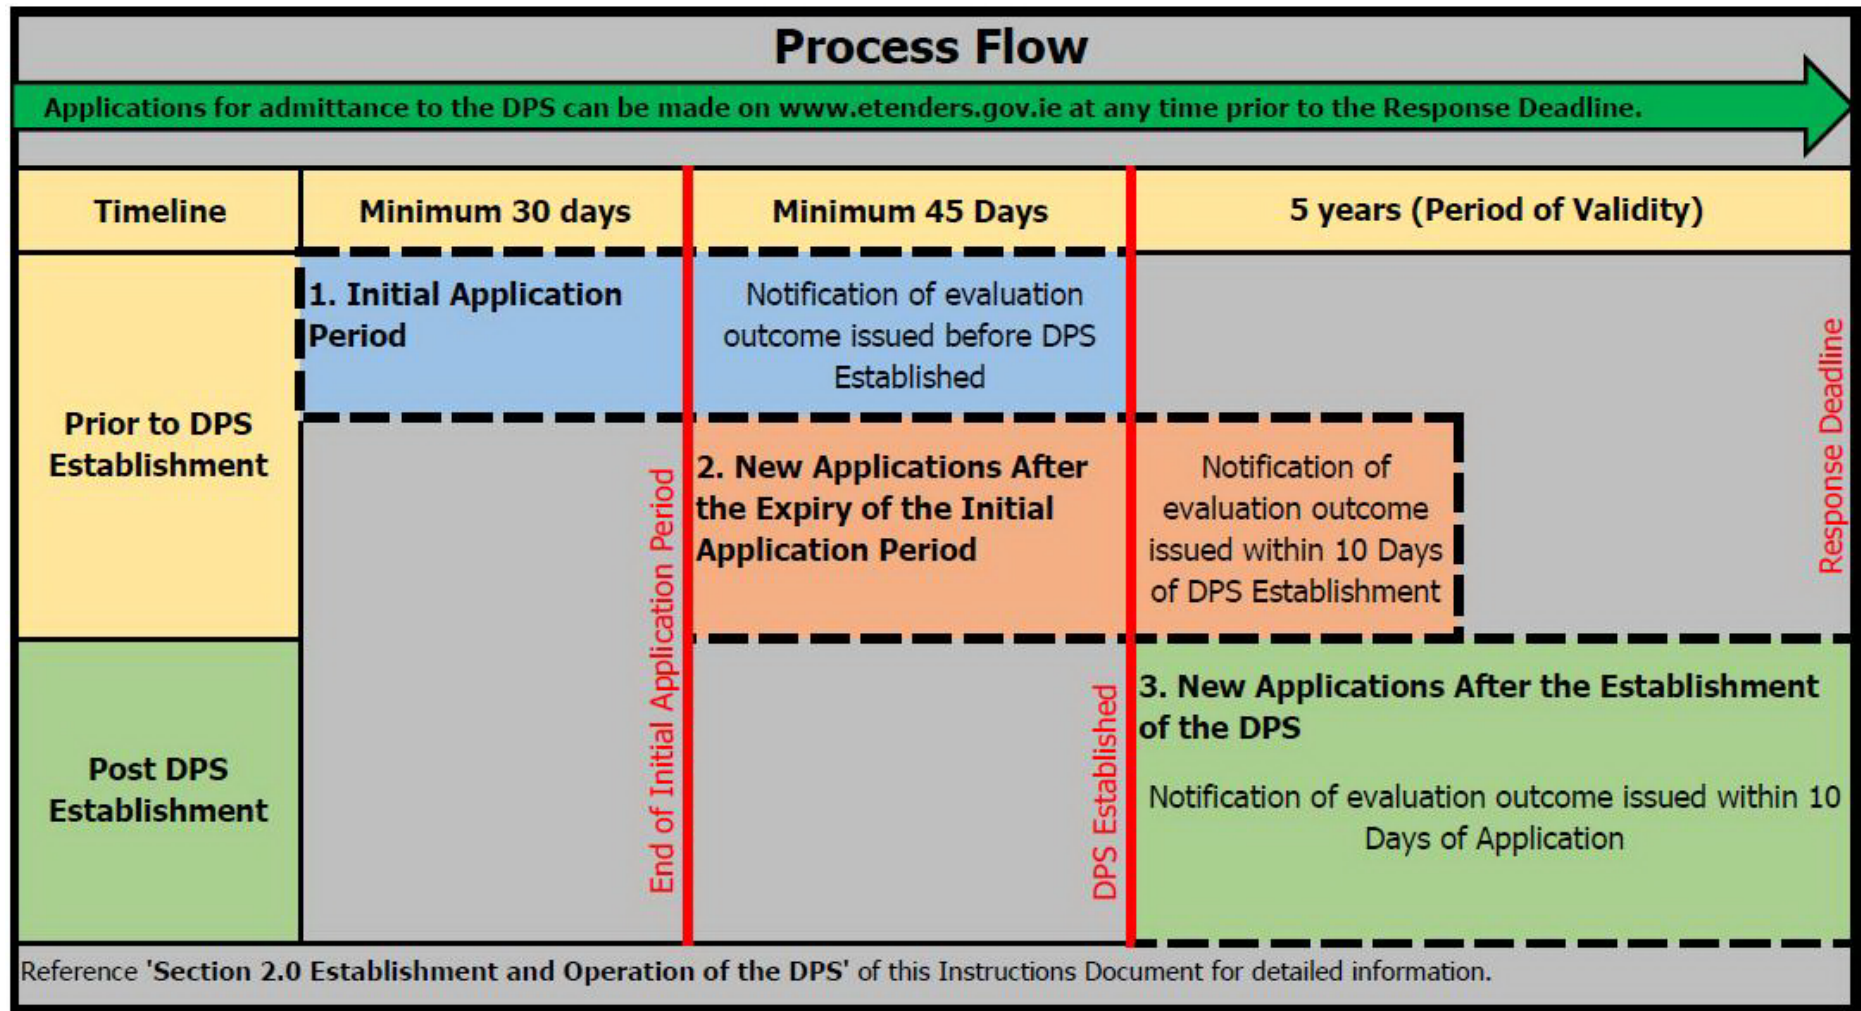 Process Flow
Applications for admittance to the DPS can be made on www.etenders.gov.ie at any time prior to the Response Deadline.
Timeline
Minimum 30 days
Minimum 45 Days
5 years (Period of Validity)
Prior to DPS
Establishment
1. Initial Application
Period
Notification of evaluation
outcome issued before DPS
Established
2. New Applications After
the Expiry of the Initial
Application Period
Notification of
evaluation outcome
issued within 10 Days
of DPS Establishment
Response Deadline
End of Initial Application Period
DPS Established
Post DPS
Establishment
3. New Applications After the Establishment
of the DPS
Notification of evaluation outcome issued within 10
Days of Application
Reference 'Section 2.0 Establishment and Operation of the DPS' of this Instructions Document for detailed information.